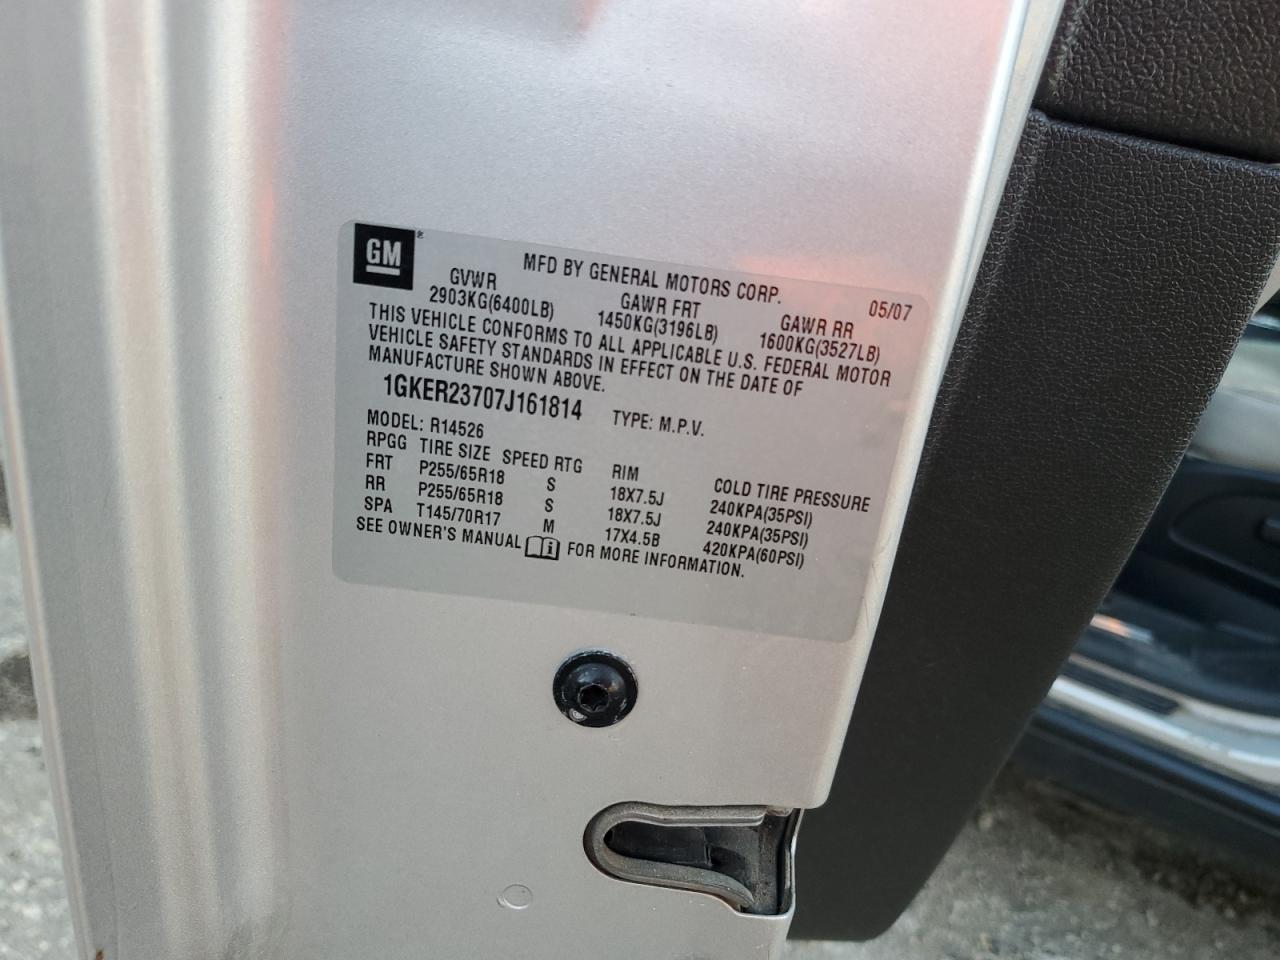 GM®
MFD BY GENERAL MOTORS CORP. 05/07
GVWR GAWR FRT GAWR RR
2903KG(6400LB) 1450KG(3196LB) 1600KG(3527LB)
THIS VEHICLE CONFORMS TO ALL APPLICABLE U.S. FEDERAL MOTOR
VEHICLE SAFETY STANDARDS IN EFFECT ON THE DATE OF
MANUFACTURE SHOWN ABOVE.
1GKER23707J161814 TYPE: M.P.V.
MODEL: R14526
RPGG TIRE SIZE SPEED RTG RIM COLD TIRE PRESSURE
FRT P255/65R18 S 18X7.5J 240KPA(35PSI)
RR P255/65R18 S 18X7.5J 240KPA(35PSI)
SPA T145/70R17 M 17X4.5B 420KPA(60PSI)
SEE OWNER'S MANUAL i FOR MORE INFORMATION.